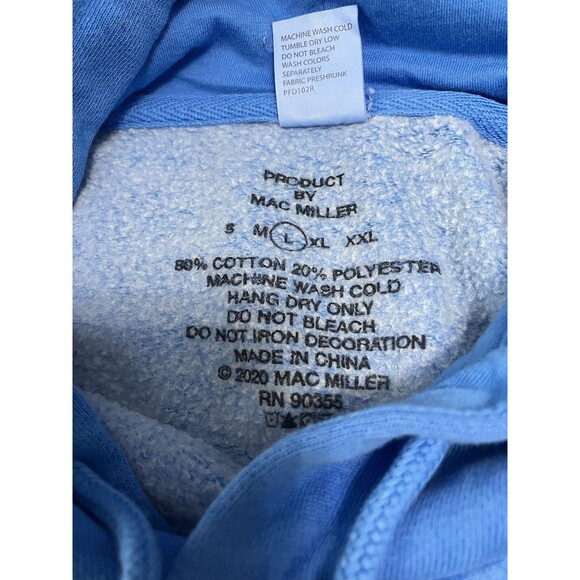 MACHINE WASH COLD
TUMBLE DRY LOW
DO NOT BLEACH
WASH COLORS
SEPARATELY
FABRIC PRESHRUNK
PFD102R
PRODUCT
BY
MAC MILLER
S M L XL XXL
80% COTTON 20% POLYESTER
MACHINE WASH COLD
HANG DRY ONLY
DO NOT BLEACH
DO NOT IRON DECORATION
MADE IN CHINA
© 2020 MAC MILLER
RN 90355